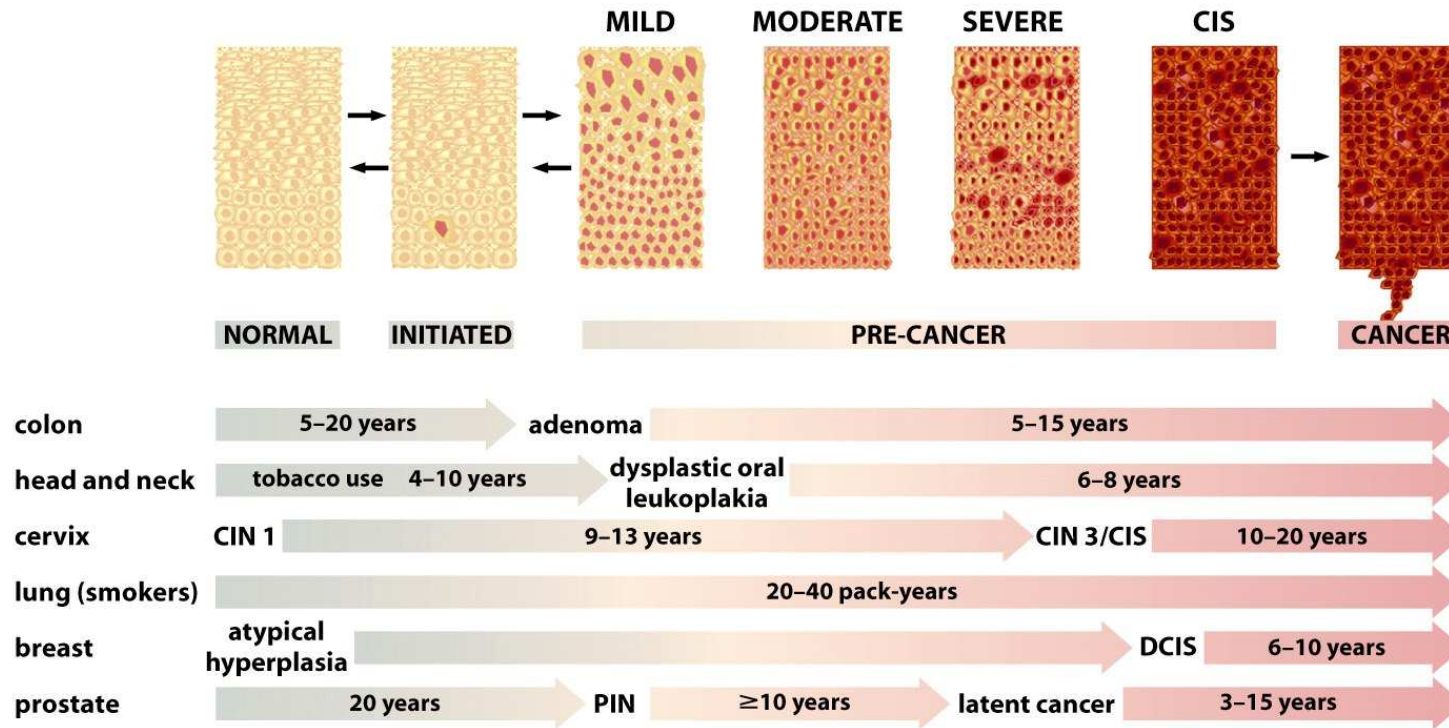 MILD MODERATE SEVERE CIS
NORMAL INITIATED PRE-CANCER CANCER
colon 5–20 years adenoma 5–15 years
head and neck tobacco use 4–10 years dysplastic oral leukoplakia 6–8 years
cervix CIN 1 9–13 years CIN 3/CIS 10–20 years
lung (smokers) 20–40 pack-years
breast atypical hyperplasia DCIS 6–10 years
prostate 20 years PIN ≥10 years latent cancer 3–15 years